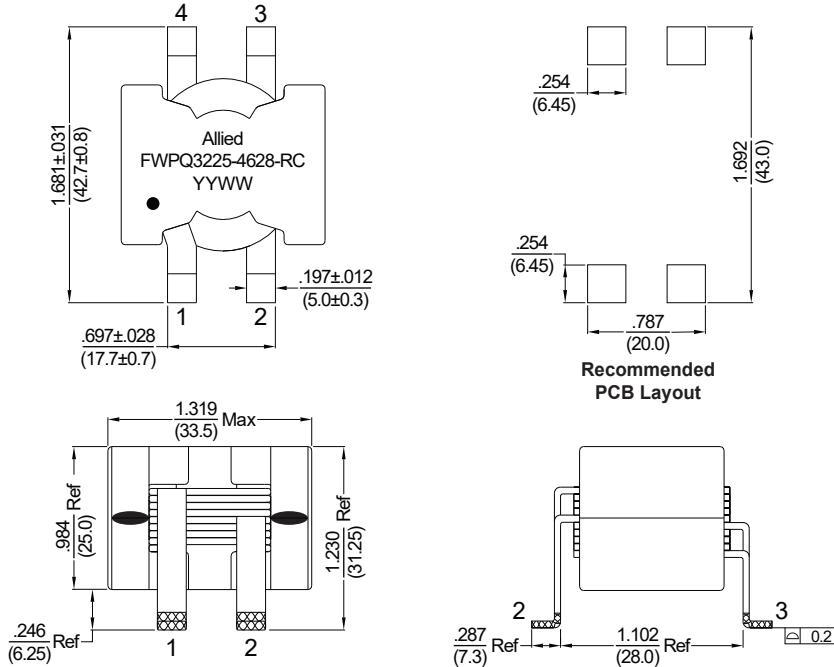 4 3
Allied
FWPQ3225-4628-RC
YYWW
1.681±.031
(42.7±0.8)
.197±.012
(5.0±0.3)
1 2
.697±.028
(17.7±0.7)
.254
(6.45)
1.692
(43.0)
.254
(6.45)
.787
(20.0)
Recommended
PCB Layout
1.319 Max
(33.5)
.984 Ref
(25.0)
1.230 Ref
(31.25)
.246 Ref
(6.25)
1 2
2 3
.287 Ref
(7.3)
1.102 Ref
(28.0)
0.2